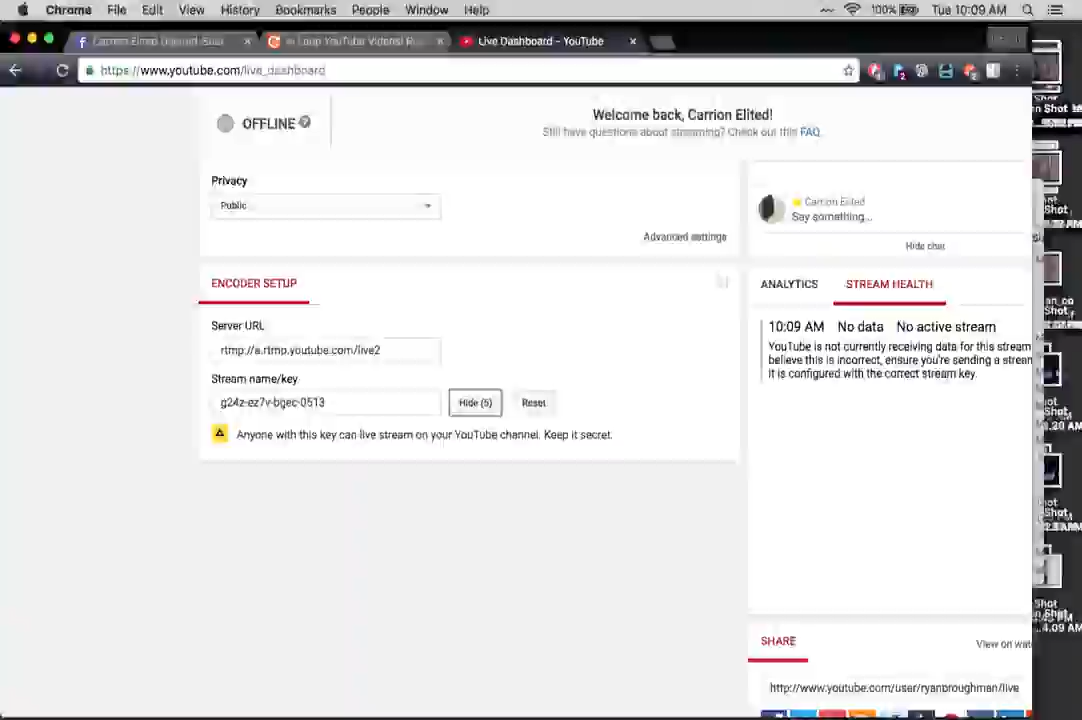 Chrome File Edit View History Bookmarks People Window Help 100% Tue 10:09 AM
Live Dashboard - YouTube
https://www.youtube.com/live_dashboard
OFFLINE
Welcome back, Carrion Elited!
Still have questions about streaming? Check out this FAQ.
Privacy
Public
Advanced settings
Carrion Elited
Say something...
Hide chat
ENCODER SETUP
Server URL
rtmp://a.rtmp.youtube.com/live2
Stream name/key
g24z-ez7v-bgec-0513
Hide (5) Reset
Anyone with this key can live stream on your YouTube channel. Keep it secret.
ANALYTICS STREAM HEALTH
10:09 AM No data No active stream
YouTube is not currently receiving data for this stream
believe this is incorrect, ensure you're sending a stream
it is configured with the correct stream key.
SHARE
View on
http://www.youtube.com/user/ryanbroughman/live